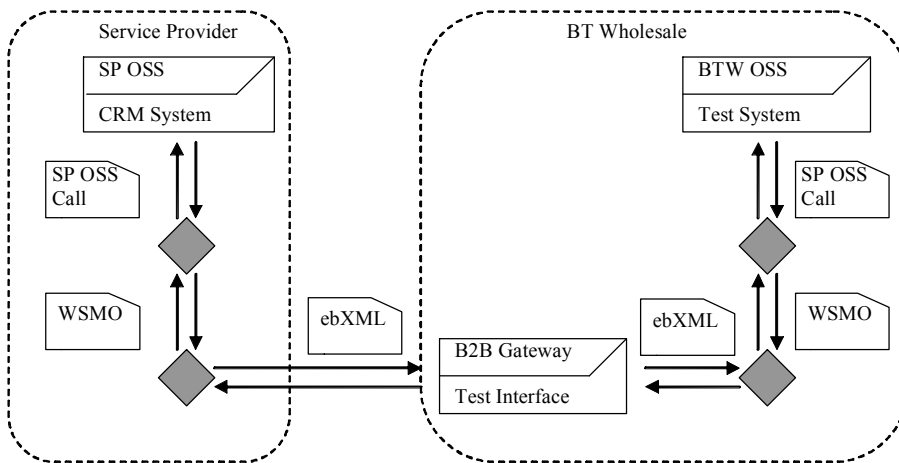 Service Provider
BT Wholesale
SP OSS
CRM System
BTW OSS
Test System
SP OSS
Call
SP OSS
Call
WSMO
ebXML
ebXML
WSMO
B2B Gateway
Test Interface